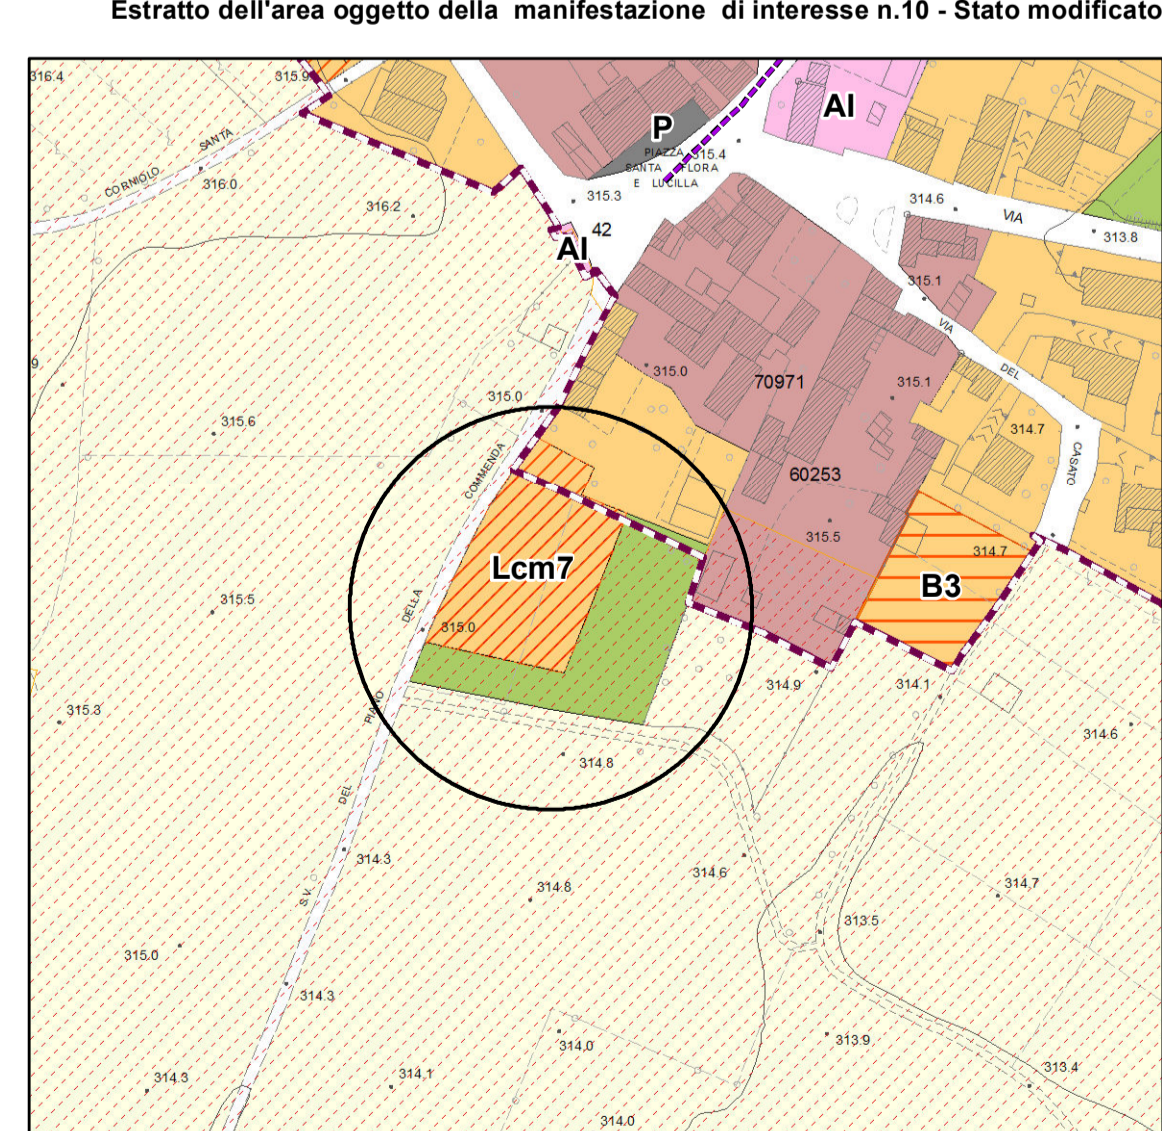 Estratto dell'area oggetto della manifestazione di interesse n.10 - Stato modificato
316.4
315.9
AI
P
SANTA
CORNIOLO
316.0
PIAZZA
SANTA FLORA
E LUCILLA
315.4
316.2
315.3
42
AI
314.6
VIA
313.8
315.1
VIA
9
315.0
70971
315.1
DEL
315.0
315.6
314.7
CASATO
COMMENDA
60253
315.5
314.7
Lcm7
B3
DELLA
315.0
315.5
314.9
314.1
315.3
PIANO
314.6
314.8
DEL
314.3
314.6
314.7
314.8
S.V.
313.5
315.0
314.3
314.0
313.9
314.3
314.1
313.4
314.0